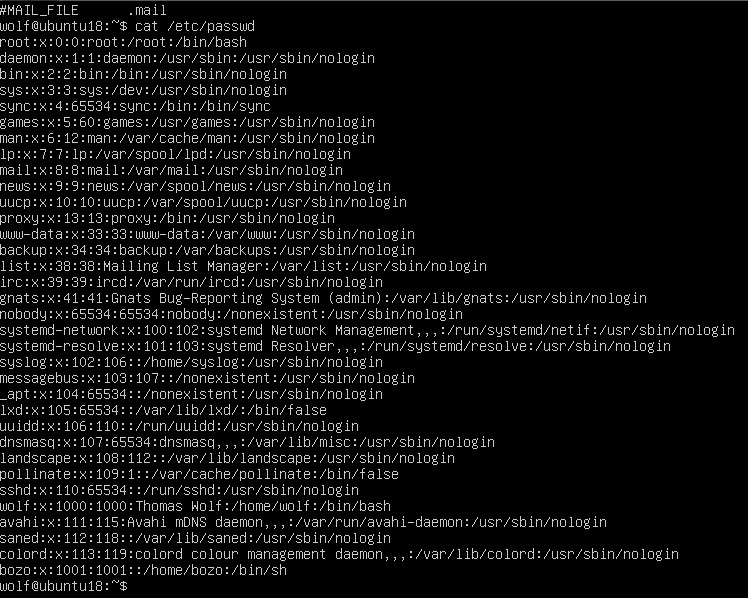 #MAIL_FILE      .mail
wolf@ubuntu18:~$ cat /etc/passwd
root:x:0:0:root:/root:/bin/bash
daemon:x:1:1:daemon:/usr/sbin:/usr/sbin/nologin
bin:x:2:2:bin:/bin:/usr/sbin/nologin
sys:x:3:3:sys:/dev:/usr/sbin/nologin
sync:x:4:65534:sync:/bin:/bin/sync
games:x:5:60:games:/usr/games:/usr/sbin/nologin
man:x:6:12:man:/var/cache/man:/usr/sbin/nologin
lp:x:7:7:lp:/var/spool/lpd:/usr/sbin/nologin
mail:x:8:8:mail:/var/mail:/usr/sbin/nologin
news:x:9:9:news:/var/spool/news:/usr/sbin/nologin
uucp:x:10:10:uucp:/var/spool/uucp:/usr/sbin/nologin
proxy:x:13:13:proxy:/bin:/usr/sbin/nologin
www-data:x:33:33:www-data:/var/www:/usr/sbin/nologin
backup:x:34:34:backup:/var/backups:/usr/sbin/nologin
list:x:38:38:Mailing List Manager:/var/list:/usr/sbin/nologin
irc:x:39:39:ircd:/var/run/ircd:/usr/sbin/nologin
gnats:x:41:41:Gnats Bug-Reporting System (admin):/var/lib/gnats:/usr/sbin/nologin
nobody:x:65534:65534:nobody:/nonexistent:/usr/sbin/nologin
systemd-network:x:100:102:systemd Network Management,,,:/run/systemd/netif:/usr/sbin/nologin
systemd-resolve:x:101:103:systemd Resolver,,,:/run/systemd/resolve:/usr/sbin/nologin
syslog:x:102:106::/home/syslog:/usr/sbin/nologin
messagebus:x:103:107::/nonexistent:/usr/sbin/nologin
_apt:x:104:65534::/nonexistent:/usr/sbin/nologin
lxd:x:105:65534::/var/lib/lxd/:/bin/false
uuidd:x:106:110::/run/uuidd:/usr/sbin/nologin
dnsmasq:x:107:65534:dnsmasq,,,:/var/lib/misc:/usr/sbin/nologin
landscape:x:108:112::/var/lib/landscape:/usr/sbin/nologin
pollinate:x:109:1::/var/cache/pollinate:/bin/false
sshd:x:110:65534::/run/sshd:/usr/sbin/nologin
wolf:x:1000:1000:Thomas Wolf:/home/wolf:/bin/bash
avahi:x:111:115:Avahi mDNS daemon,,,:/var/run/avahi-daemon:/usr/sbin/nologin
saned:x:112:118::/var/lib/saned:/usr/sbin/nologin
colord:x:113:119:colord colour management daemon,,,:/var/lib/colord:/usr/sbin/nologin
bozo:x:1001:1001::/home/bozo:/bin/sh
wolf@ubuntu18:~$